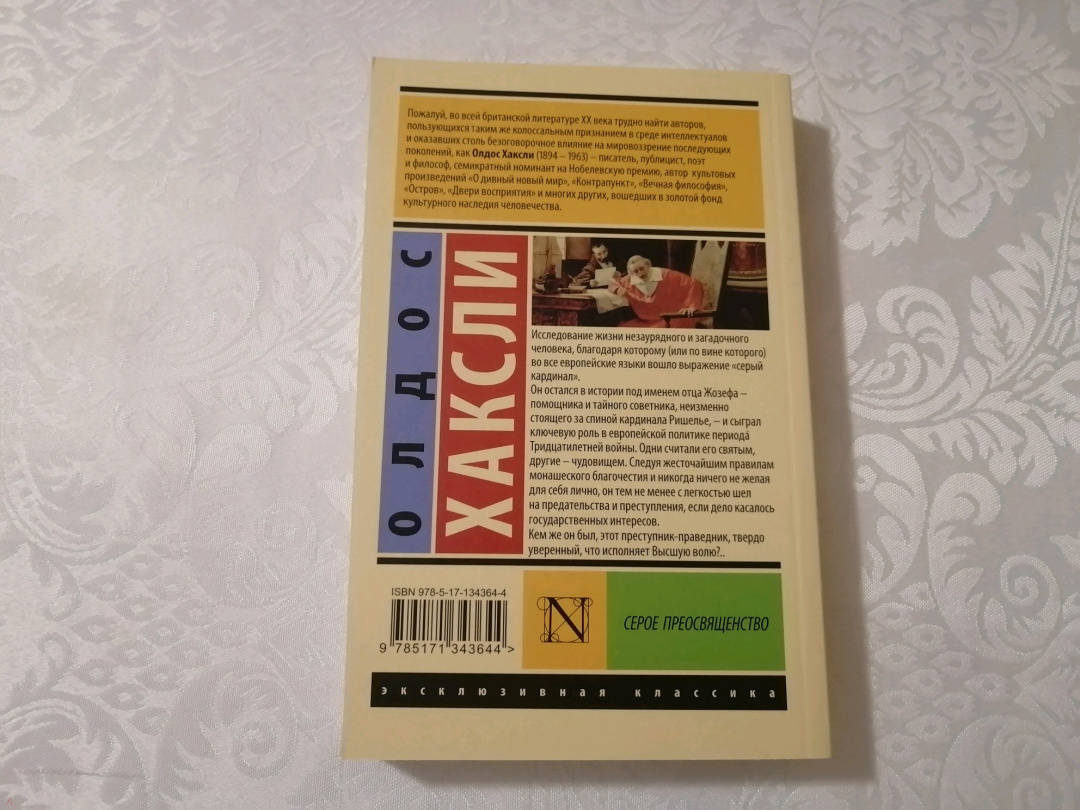 Пожалуй, во всей британской литературе XX века трудно найти авторов,
пользующихся таким же колоссальным признанием в среде интеллектуалов
и оказавших столь безоговорочное влияние на мировоззрение последующих
поколений, как Олдос Хаксли (1894 – 1963) – писатель, публицист, поэт
и философ, семикратный номинант на Нобелевскую премию, автор культовых
произведений «О дивный новый мир», «Контрапункт», «Вечная философия»,
«Остров», «Двери восприятия» и многих других, вошедших в золотой фонд
культурного наследия человечества.
ОЛДОС
ХАКСЛИ
Исследование жизни незаурядного и загадочного
человека, благодаря которому (или по вине которого)
во все европейские языки вошло выражение «серый
кардинал».
Он остался в истории под именем отца Жозефа –
помощника и тайного советника, неизменно
стоящего за спиной кардинала Ришелье, – и сыграл
ключевую роль в европейской политике периода
Тридцатилетней войны. Одни считали его святым,
другие – чудовищем. Следуя жесточайшим правилам
монашеского благочестия и никогда ничего не желая
для себя лично, он тем не менее с легкостью шел
на предательства и преступления, если дело касалось
государственных интересов.
Кем же он был, этот преступник-праведник, твердо
уверенный, что исполняет Высшую волю?..
ISBN 978-5-17-134364-4
9 785171 343644 >
N
СЕРОЕ ПРЕОСВЯЩЕНСТВО
эксклюзивная классика